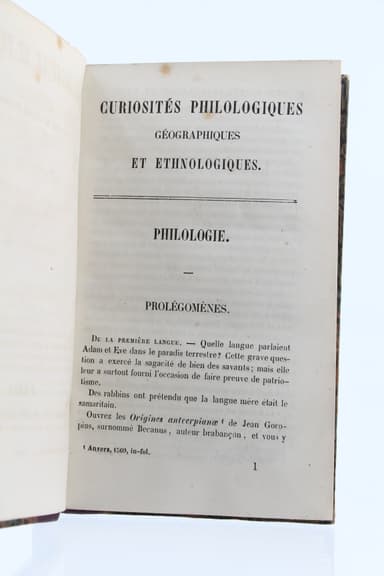 CURIOSITÉS PHILOLOGIQUES
GÉOGRAPHIQUES
ET ETHNOLOGIQUES.
PHILOLOGIE.
PROLÉGOMÈNES.
DE LA PREMIÈRE LANGUE. — Quelle langue parlaient
Adam et Eve dans le paradis terrestre? Cette grave ques-
tion a exercé la sagacité de bien des savants; mais elle
leur a surtout fourni l'occasion de faire preuve de patrio-
tisme.
Des rabbins ont prétendu que la langue mère était le
samaritain.
Ouvrez les Origines antverpianæ ¹ de Jean Goro-
pius, surnommé Becanus, auteur brabançon, et vous y
¹ Anvers, 1569, in-fol.
1